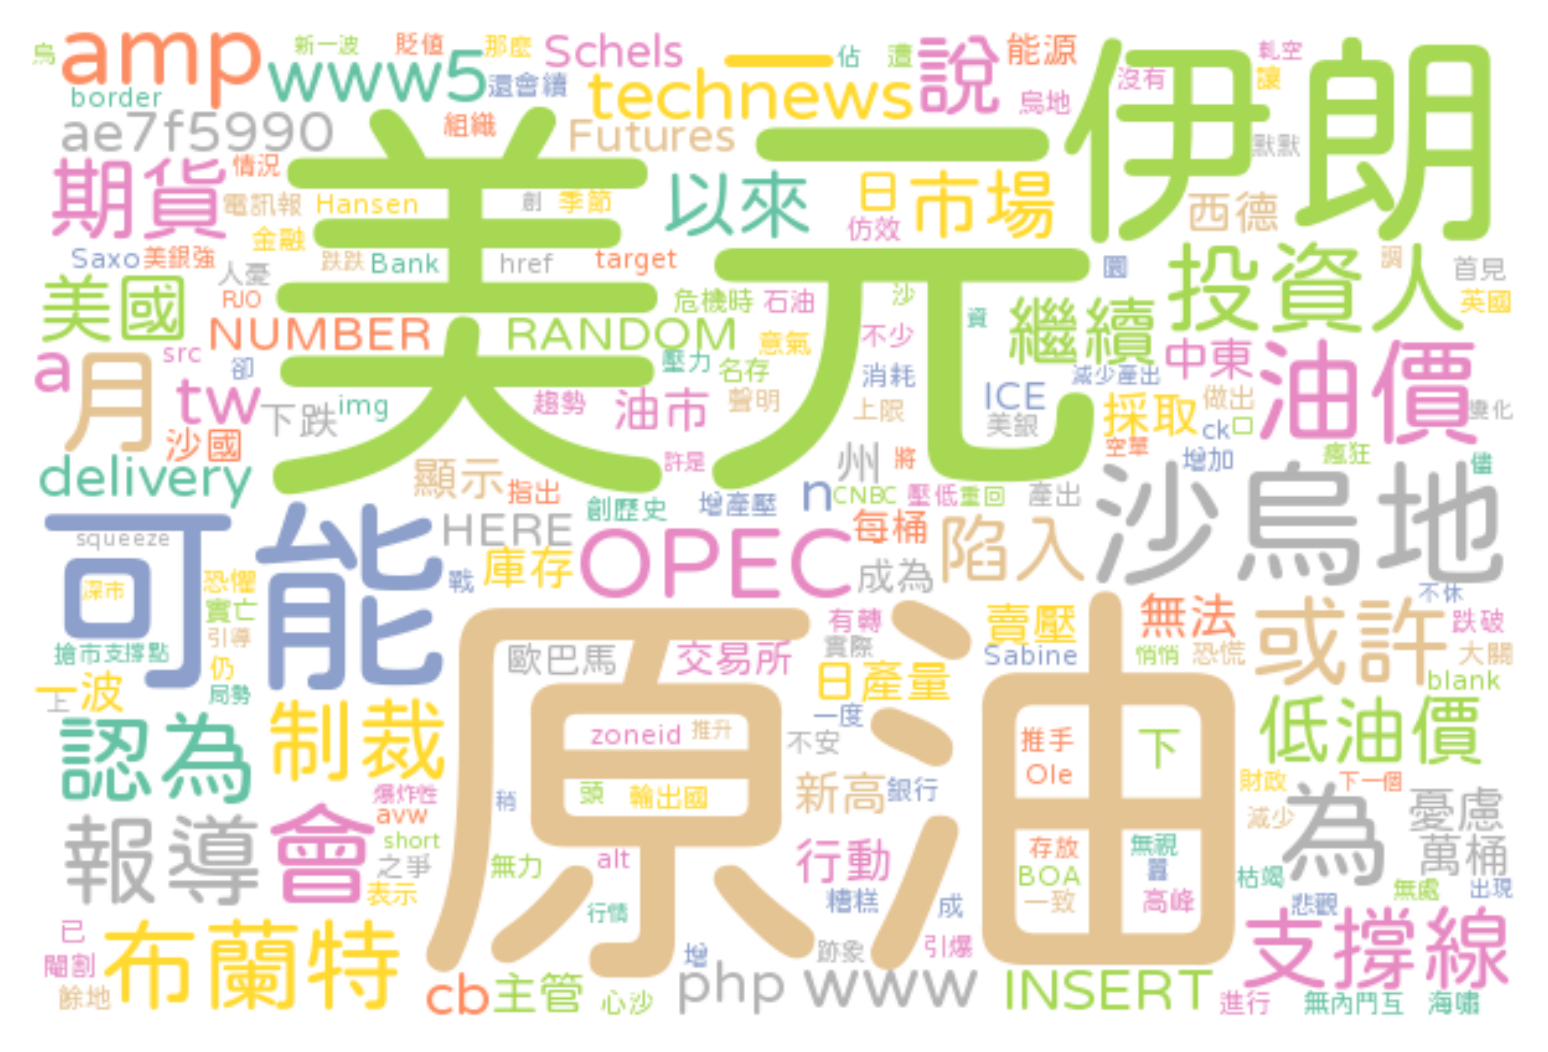 烏 amp 新一波 貶值 那麼 Schels 一 佔 遭 說 能源 伊朗 軋空
border www5 還會續 technews 烏地 沒有 讓
ae7f5990 組織 Futures 美元 默默
期貨 情況 以來 日 市場 西德
電訊報 Hansen 創 季節 仿效
金融
Saxo 美銀強 跌跌 Bank href target 圜 投資人 調 首見
人憂 RJO 危機時 石油 沙 英國
美國 NUMBER RANDOM 意氣 不少 資 繼續
a 月 src 卻 壓力 名存 消耗 減少產出 中東 油價
tw img 趨勢 油市 聲明 上限 ICE 採取 做出 變化
沙國 下跌 美銀 空單 ck 口 瘋狂
delivery 顯示 指出 許是 州 將 增加 儘
創歷史 增產壓 n CNBC 壓低 重回 產出 沙烏地
可能 HERE OPEC 每桶 陷入
squeeze 庫存 成為
深市 恐懼 戰 不休
實亡 原油 有轉 賣壓 無法 或許 跌破
搶市 支撐點 引導 歐巴馬 交易所 實際 Sabine 悄悄 恐慌 大關
上 一波 仍 局勢 日產量 blank
認為 制裁 zoneid 推升 一度 不安 推手 下 低油價
頭 輸出國 新高 銀行 Ole 財政 下一個
報導 會 爆炸性 稍 減少 為 憂慮
avw short 之爭 無力 alt 行動 存放 無視 萬桶
表示 BOA 枯竭
行情 糟糕 成 一致 高峰 悲觀 無處 出現
已 布蘭特 增 跡象 引爆 支撐線
閹割 餘地 cb 主管 心沙 php www INSERT 進行 無內鬥互 海嘯